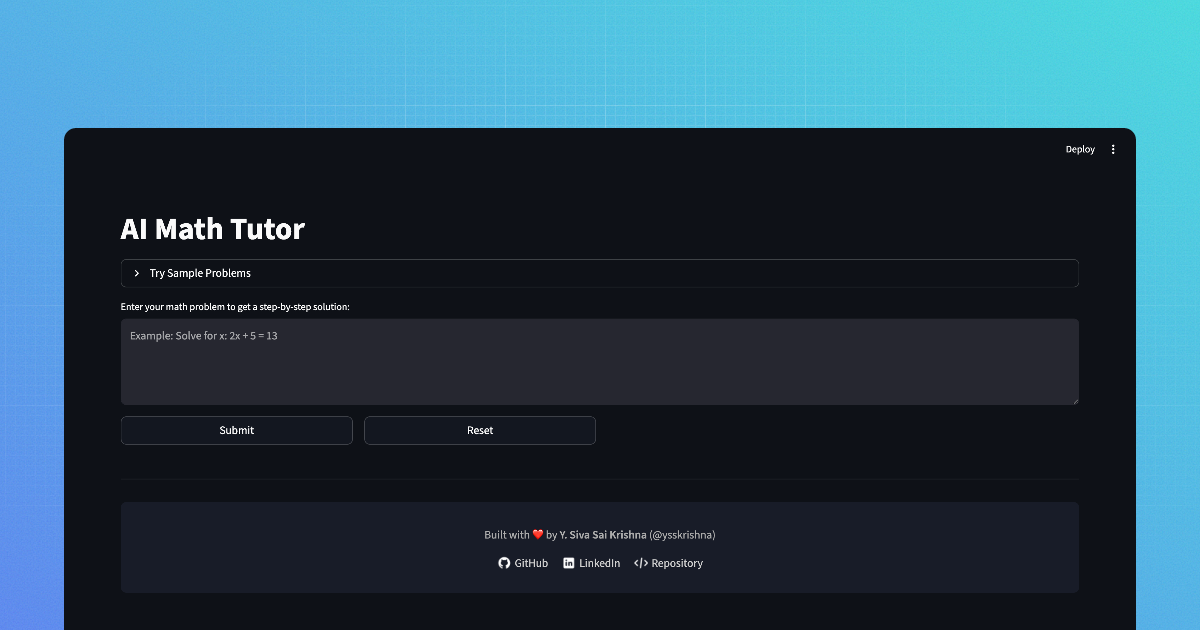 Deploy
AI Math Tutor
Try Sample Problems
Enter your math problem to get a step-by-step solution:
Example: Solve for x: 2x + 5 = 13
Submit Reset
Built with ❤️ by Y. Siva Sai Krishna (@ysskrishna)
GitHub LinkedIn Repository